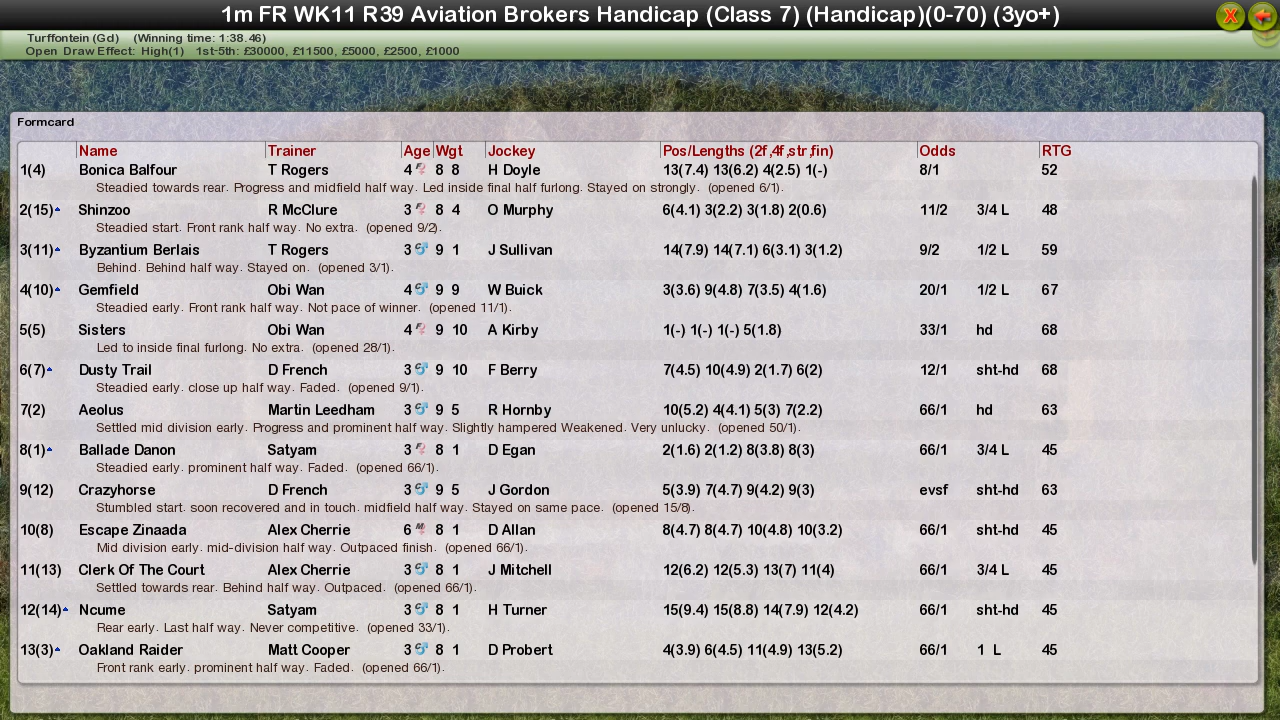 1m FR WK11 R39 Aviation Brokers Handicap (Class 7) (Handicap)(0-70) (3yo+)
Turffontein (Gd) (Winning time: 1:38.46)
Open Draw Effect: High(1) 1st-5th: £30000, £11500, £5000, £2500, £1000
Formcard
Name Trainer Age Wgt Jockey Pos/Lengths (2f,4f,str,fin) Odds RTG
1(4) Bonica Balfour T Rogers 4 8 8 H Doyle 13(7.4) 13(6.2) 4(2.5) 1(-) 8/1 52
Steadied towards rear. Progress and midfield half way. Led inside final half furlong. Stayed on strongly. (opened 6/1).
2(15) Shinzoo R McClure 3 8 4 O Murphy 6(4.1) 3(2.2) 3(1.8) 2(0.6) 11/2 3/4 L 48
Steadied start. Front rank half way. No extra. (opened 9/2).
3(11) Byzantium Berlais T Rogers 3 9 1 J Sullivan 14(7.9) 14(7.1) 6(3.1) 3(1.2) 9/2 1/2 L 59
Behind. Behind half way. Stayed on. (opened 3/1).
4(10) Gemfield Obi Wan 4 9 9 W Buick 3(3.6) 9(4.8) 7(3.5) 4(1.6) 20/1 1/2 L 67
Steadied early. Front rank half way. Not pace of winner. (opened 11/1).
5(5) Sisters Obi Wan 4 9 10 A Kirby 1(-) 1(-) 1(-) 5(1.8) 33/1 hd 68
Led to inside final furlong. No extra. (opened 28/1).
6(7) Dusty Trail D French 3 9 10 F Berry 7(4.5) 10(4.9) 2(1.7) 6(2) 12/1 sht-hd 68
Steadied early. close up half way. Faded. (opened 9/1).
7(2) Aeolus Martin Leedham 3 9 5 R Hornby 10(5.2) 4(4.1) 5(3) 7(2.2) 66/1 hd 63
Settled mid division early. Progress and prominent half way. Slightly hampered Weakened. Very unlucky. (opened 50/1).
8(1) Ballade Danon Satyam 3 8 1 D Egan 2(1.6) 2(1.2) 8(3.8) 8(3) 66/1 3/4 L 45
Steadied early. prominent half way. Faded. (opened 66/1).
9(12) Crazyhorse D French 3 9 5 J Gordon 5(3.9) 7(4.7) 9(4.2) 9(3) evsf sht-hd 63
Stumbled start. soon recovered and in touch. midfield half way. Stayed on same pace. (opened 15/8).
10(8) Escape Zinaada Alex Cherrie 6 8 1 D Allan 8(4.7) 8(4.7) 10(4.8) 10(3.2) 66/1 sht-hd 45
Mid division early. mid-division half way. Outpaced finish. (opened 66/1).
11(13) Clerk Of The Court Alex Cherrie 3 8 1 J Mitchell 12(6.2) 12(5.3) 13(7) 11(4) 66/1 3/4 L 45
Settled towards rear. Behind half way. Outpaced. (opened 66/1).
12(14) Ncume Satyam 3 8 1 H Turner 15(9.4) 15(8.8) 14(7.9) 12(4.2) 66/1 sht-hd 45
Rear early. Last half way. Never competitive. (opened 33/1).
13(3) Oakland Raider Matt Cooper 3 8 1 D Probert 4(3.9) 6(4.5) 11(4.9) 13(5.2) 66/1 1 L 45
Front rank early. prominent half way. Faded. (opened 66/1).